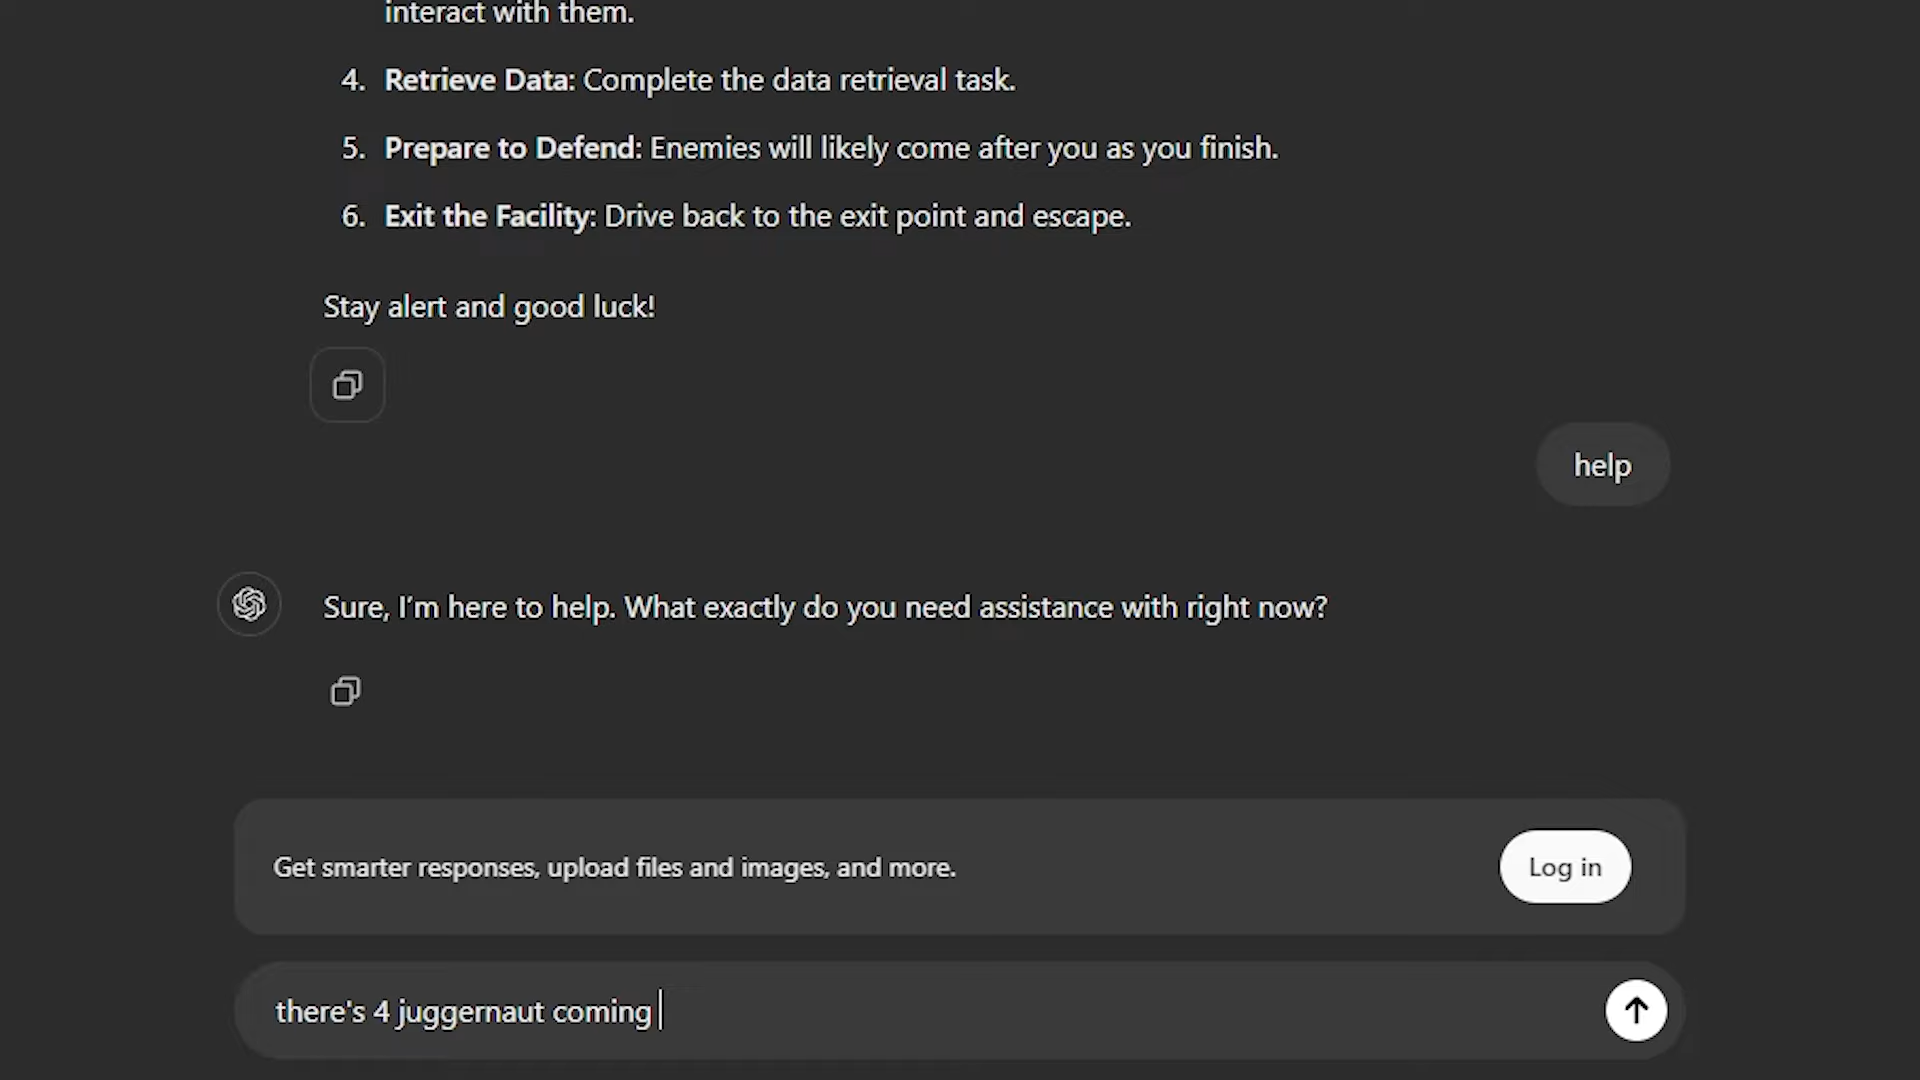 interact with them.
4. Retrieve Data: Complete the data retrieval task.
5. Prepare to Defend: Enemies will likely come after you as you finish.
6. Exit the Facility: Drive back to the exit point and escape.
Stay alert and good luck!
help
Sure, I'm here to help. What exactly do you need assistance with right now?
Get smarter responses, upload files and images, and more.
Log in
there's 4 juggernaut coming